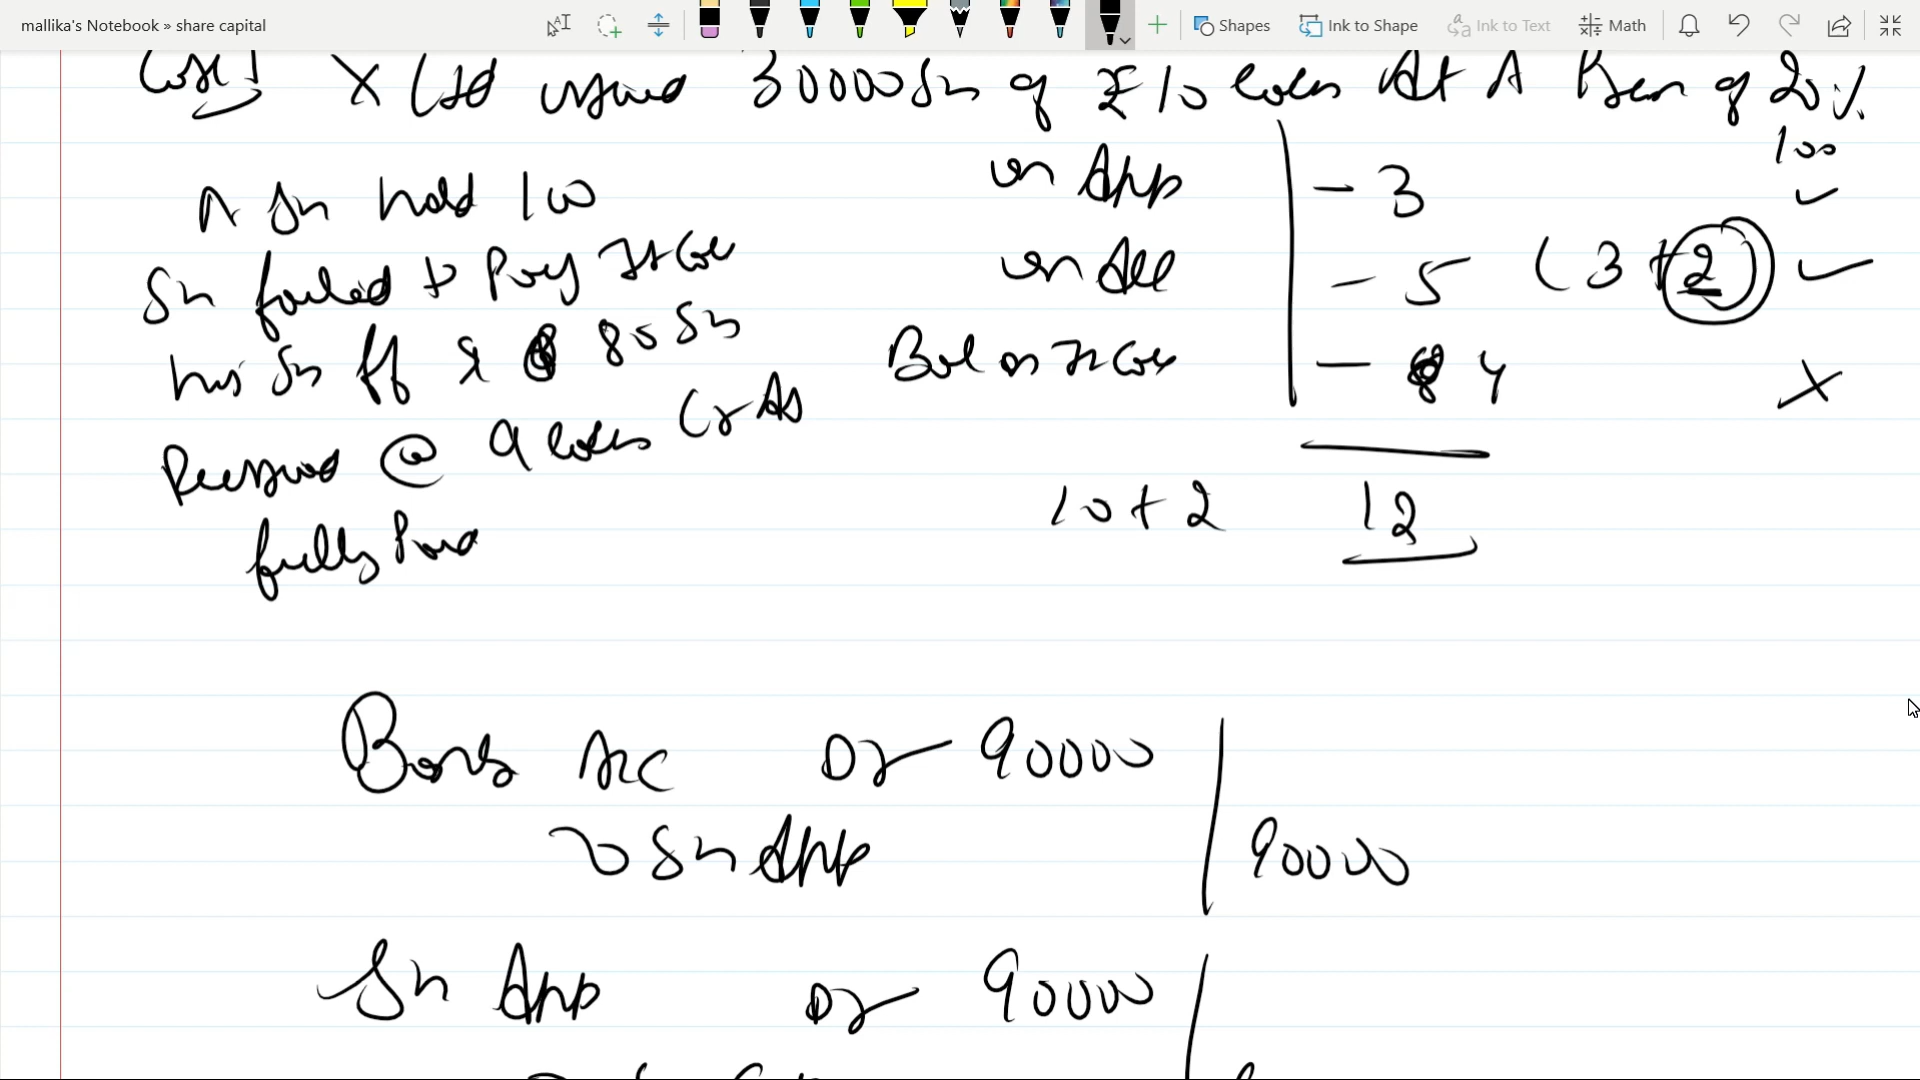 mallika's Notebook » share capital
Shapes
Ink to Shape
Ink to Text
Math
X Ltd issued 30000 Sh of ₹10 each At A Prem of 20%
100
A Sh hold 100
on App - 3
Sh failed to Pay Ist Call
on All - 5 (3+2)
his Sh ff & 80 Sh
Bal on Ist Call - 4
Reissued @ 9 each Cr As
fully Paid
10 + 2 12
Bank A/c Dr 90000
To Sh App 90000
Sh App Dr 90000